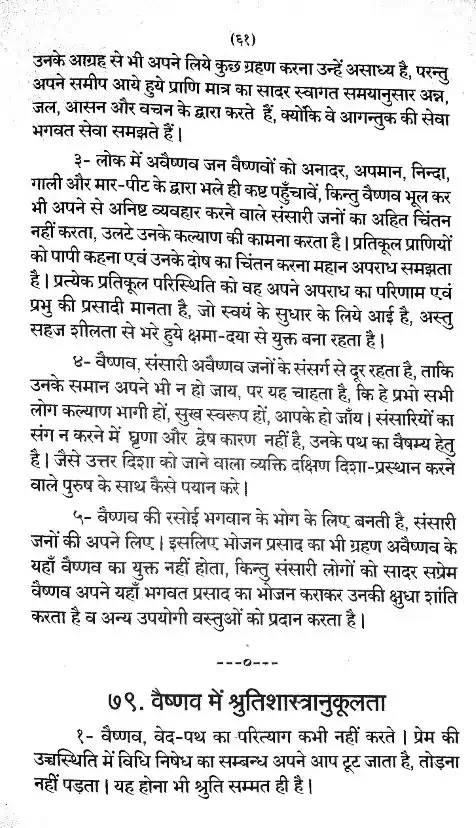 (६१)
उनके आग्रह से भी अपने लिये कुछ ग्रहण करना उन्हें असाध्य है, परन्तु
अपने समीप आये हुये प्राणि मात्र का सादर स्वागत समयानुसार अन्न,
जल, आसन और वचन के द्वारा करते हैं, क्योंकि वे आगन्तुक की सेवा
भगवत सेवा समझते हैं।
३- लोक में अवैष्णव जन वैष्णवों को अनादर, अपमान, निन्दा,
गाली और मार-पीट के द्वारा भले ही कष्ट पहुँचावें, किन्तु वैष्णव भूल कर
भी अपने से अनिष्ट व्यवहार करने वाले संसारी जनों का अहित चिंतन
नहीं करता, उलटे उनके कल्याण की कामना करता है। प्रतिकूल प्राणियों
को पापी कहना एवं उनके दोष का चिंतन करना महान अपराध समझता
है। प्रत्येक प्रतिकूल परिस्थिति को वह अपने अपराध का परिणाम एवं
प्रभु की प्रसादी मानता है, जो स्वयं के सुधार के लिये आई है, अस्तु
सहज शीलता से भरे हुये क्षमा-दया से युक्त बना रहता है।
४- वैष्णव, संसारी अवैष्णव जनों के संसर्ग से दूर रहता है, ताकि
उनके समान अपने भी न हो जाय, पर यह चाहता है, कि हे प्रभो सभी
लोग कल्याण भागी हों, सुख स्वरूप हों, आपके हो जाँय। संसारियों का
संग न करने में घृणा और द्वेष कारण नहीं है, उनके पथ का वैषम्य हेतु
है। जैसे उत्तर दिशा को जाने वाला व्यक्ति दक्षिण दिशा-प्रस्थान करने
वाले पुरुष के साथ कैसे पयान करे।
५- वैष्णव की रसोई भगवान के भोग के लिए बनती है, संसारी
जनों की अपने लिए। इसलिए भोजन प्रसाद का भी ग्रहण अवैष्णव के
यहाँ वैष्णव का युक्त नहीं होता, किन्तु संसारी लोगों को सादर सप्रेम
वैष्णव अपने यहाँ भगवत प्रसाद का भोजन कराकर उनकी क्षुधा शांति
करता है व अन्य उपयोगी वस्तुओं को प्रदान करता है।
---०---
७९. वैष्णव में श्रुतिशास्त्रानुकूलता
१- वैष्णव, वेद-पथ का परित्याग कभी नहीं करते। प्रेम की
उच्चस्थिति में विधि निषेध का सम्बन्ध अपने आप टूट जाता है, तोड़ना
नहीं पड़ता। यह होना भी श्रुति सम्मत ही है।